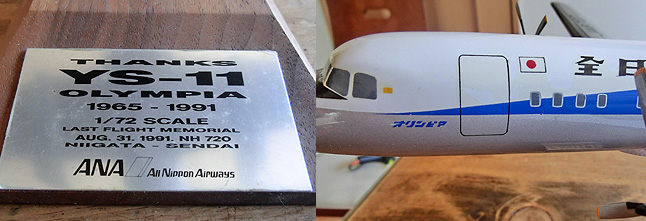 THANKS
YS-11
OLYMPIA
1965 - 1991
1/72 SCALE
LAST FLIGHT MEMORIAL
AUG. 31. 1991. NH 720
NIIGATA - SENDAI
ANA All Nippon Airways
全日
オリンピア